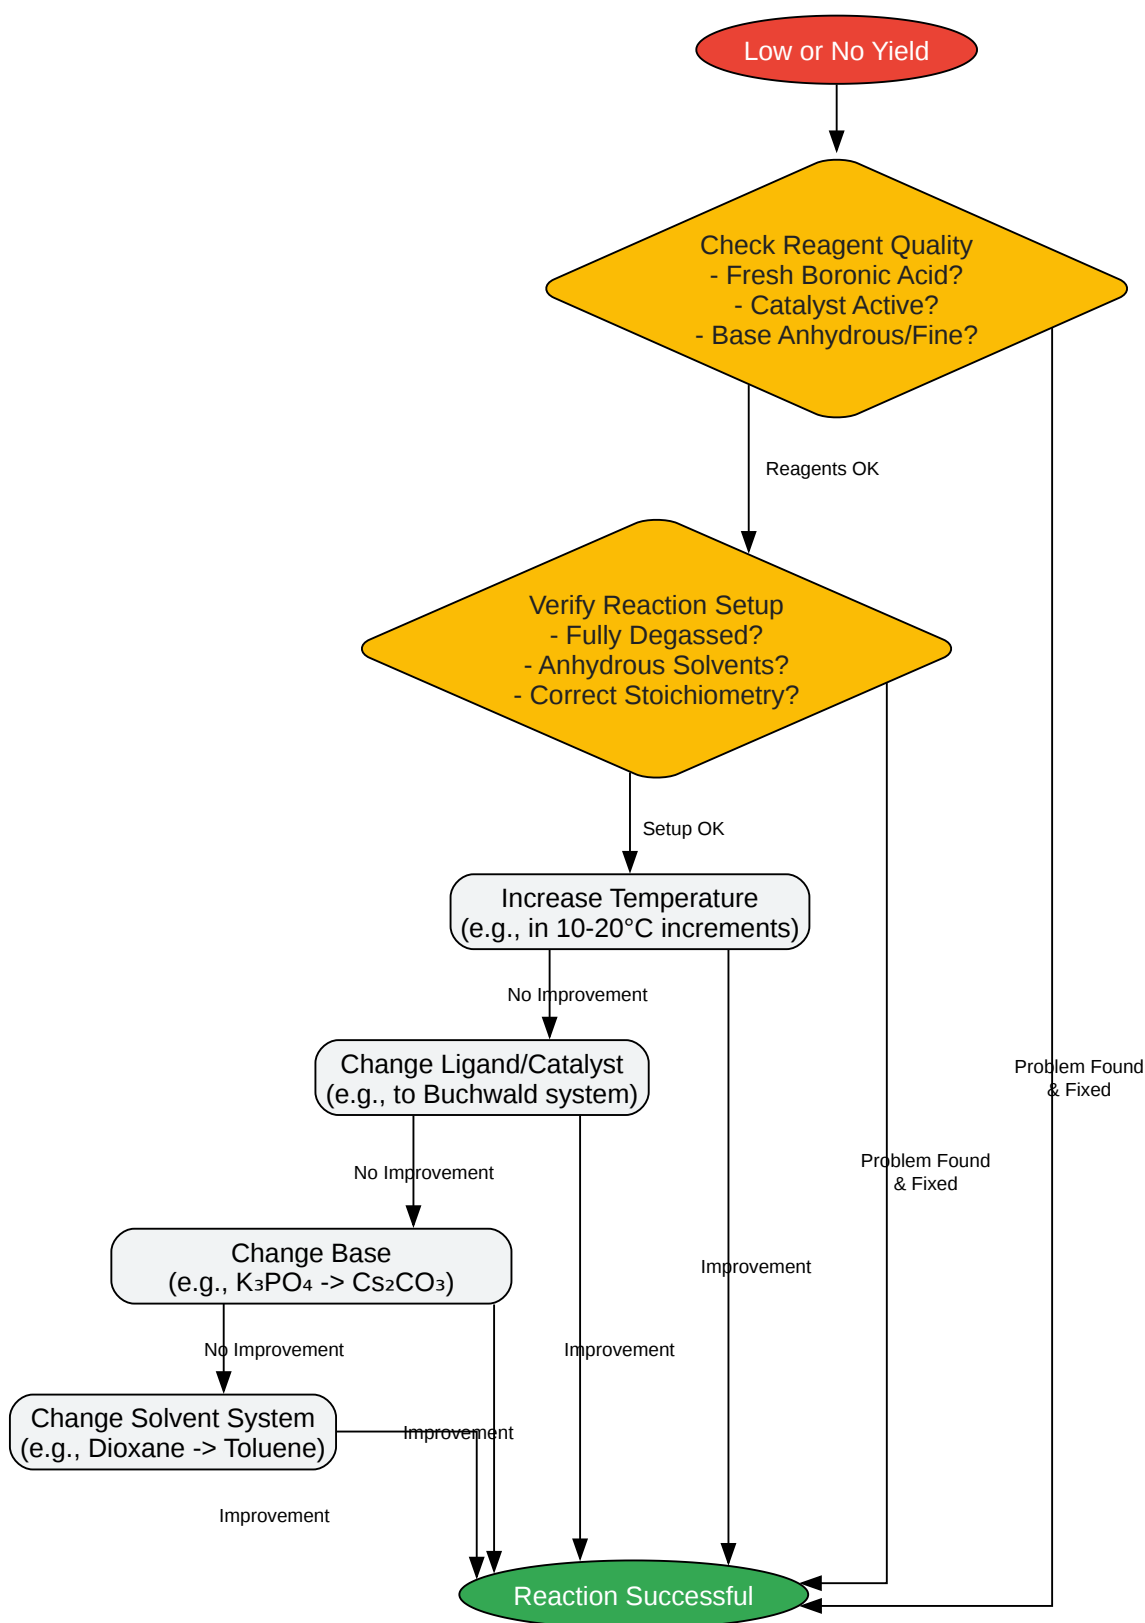 Low or No Yield
Check Reagent Quality
- Fresh Boronic Acid?
- Catalyst Active?
- Base Anhydrous/Fine?
Reagents OK
Verify Reaction Setup
- Fully Degassed?
- Anhydrous Solvents?
- Correct Stoichiometry?
Setup OK
Increase Temperature
(e.g., in 10-20°C increments)
No Improvement
Change Ligand/Catalyst
(e.g., to Buchwald system)
Problem Found
& Fixed
No Improvement
Problem Found
& Fixed
Change Base
(e.g., K₃PO₄ -> Cs₂CO₃)
Improvement
No Improvement
Improvement
Change Solvent System
(e.g., Dioxane -> Toluene)
Improvement
Improvement
Reaction Successful